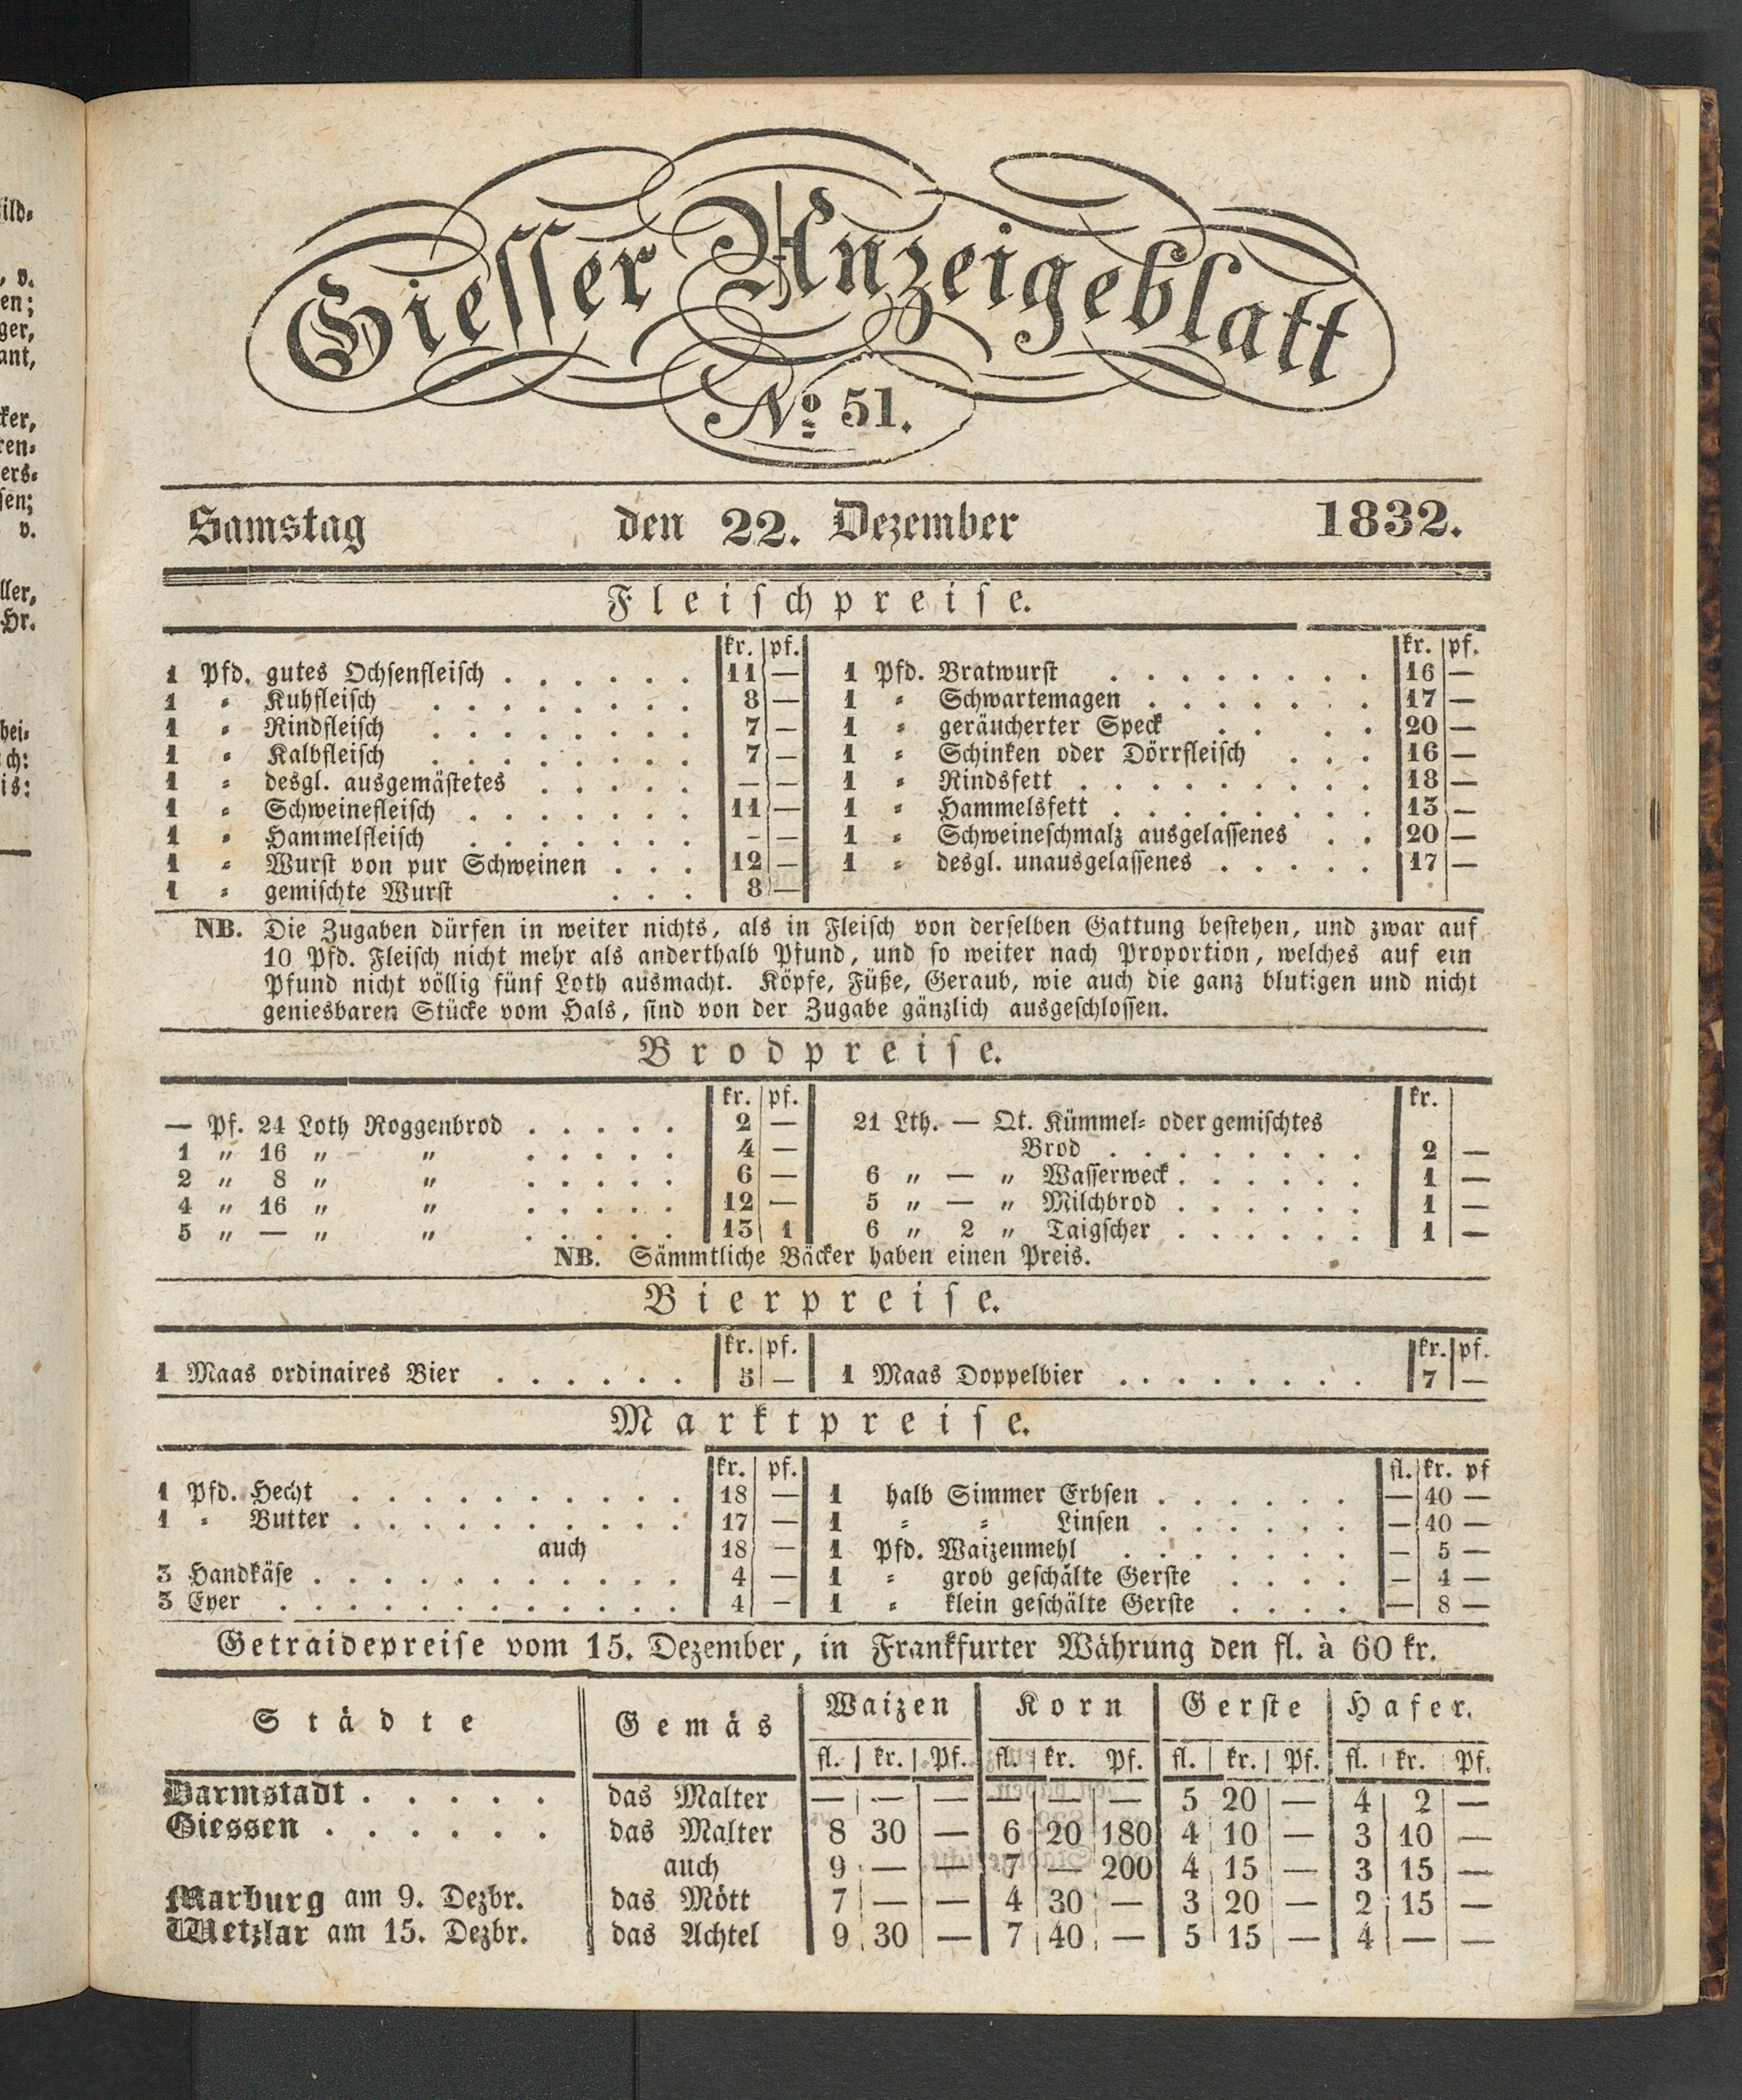 Giesser Anzeigeblatt
No 51.
Samstag den 22. Dezember 1832.
Fleischpreise.
kr. pf.
1 Pfd. gutes Ochsenfleisch . . . . . . 11 —
1 " Kuhfleisch . . . . . . . . 8 —
1 " Rindfleisch . . . . . . . . 7 —
1 " Kalbfleisch . . . . . . . . 7 —
1 " desgl. ausgemästetes . . . . . — —
1 " Schweinefleisch . . . . . . . 11 —
1 " Hammelfleisch . . . . . . . — —
1 " Wurst von pur Schweinen . . . 12 —
1 " gemischte Wurst . . . 8 —
kr. pf.
1 Pfd. Bratwurst . . . . . . . . 16 —
1 " Schwartemagen . . . . . . . 17 —
1 " geräucherter Speck . . . . 20 —
1 " Schinken oder Dörrfleisch . . . 16 —
1 " Rindsfett . . . . . . . . . 18 —
1 " Hammelsfett . . . . . . . . 13 —
1 " Schweineschmalz ausgelassenes . . 20 —
1 " desgl. unausgelassenes . . . . . 17 —
NB. Die Zugaben dürfen in weiter nichts, als in Fleisch von derselben Gattung bestehen, und zwar auf
10 Pfd. Fleisch nicht mehr als anderthalb Pfund, und so weiter nach Proportion, welches auf ein
Pfund nicht völlig fünf Loth ausmacht. Köpfe, Füße, Geraub, wie auch die ganz blutigen und nicht
geniesbaren Stücke vom Hals, sind von der Zugabe gänzlich ausgeschlossen.
Brodpreise.
kr. pf.
— Pf. 24 Loth Roggenbrod . . . . . 2 —
1 " 16 " " . . . . . 4 —
2 " 8 " " . . . . . 6 —
4 " 16 " " . . . . . 12 —
5 " — " " . . . . . 13 1
kr.
21 Lth. — Qt. Kümmel= oder gemischtes
Brod . . . . . . . . 2 —
6 " — " Wasserweck . . . . . . 1 —
5 " — " Milchbrod . . . . . . 1 —
6 " 2 " Taigscher . . . . . . 1 —
NB. Sämmtliche Bäcker haben einen Preis.
Bierpreise.
kr. pf. kr. pf.
1 Maas ordinaires Bier . . . . . . 5 — 1 Maas Doppelbier . . . . . . . . 7 —
Marktpreise.
kr. pf.
1 Pfd. Hecht . . . . . . . . . . 18 —
1 " Butter . . . . . . . . . . 17 —
auch 18 —
3 Handkäse . . . . . . . . . . . 4 —
3 Eyer . . . . . . . . . . . . 4 —
fl. kr. pf
1 halb Simmer Erbsen . . . . . . — 40 —
1 " " Linsen . . . . . . — 40 —
1 Pfd. Waizenmehl . . . . . . . — 5 —
1 " grob geschälte Gerste . . . . — 4 —
1 " klein geschälte Gerste . . . . — 8 —
Getraidepreise vom 15. Dezember, in Frankfurter Währung den fl. à 60 kr.
Städte Gemäs Waizen Korn Gerste Hafer.
fl. kr. Pf. fl. kr. Pf. fl. kr. Pf. fl. kr. Pf.
Darmstadt . . . . . das Malter — — — — — — 5 20 — 4 2 —
Giessen . . . . . . das Malter 8 30 — 6 20 180 4 10 — 3 10 —
auch 9 — — 7 — 200 4 15 — 3 15 —
Marburg am 9. Dezbr. das Mött 7 — — 4 30 — 3 20 — 2 15 —
Wetzlar am 15. Dezbr. das Achtel 9 30 — 7 40 — 5 15 — 4 — —